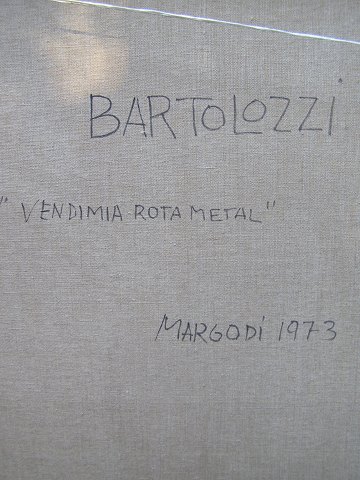 BARTOLOZZI
"VENDIMIA ROTA METAL"
MARGODÍ 1973